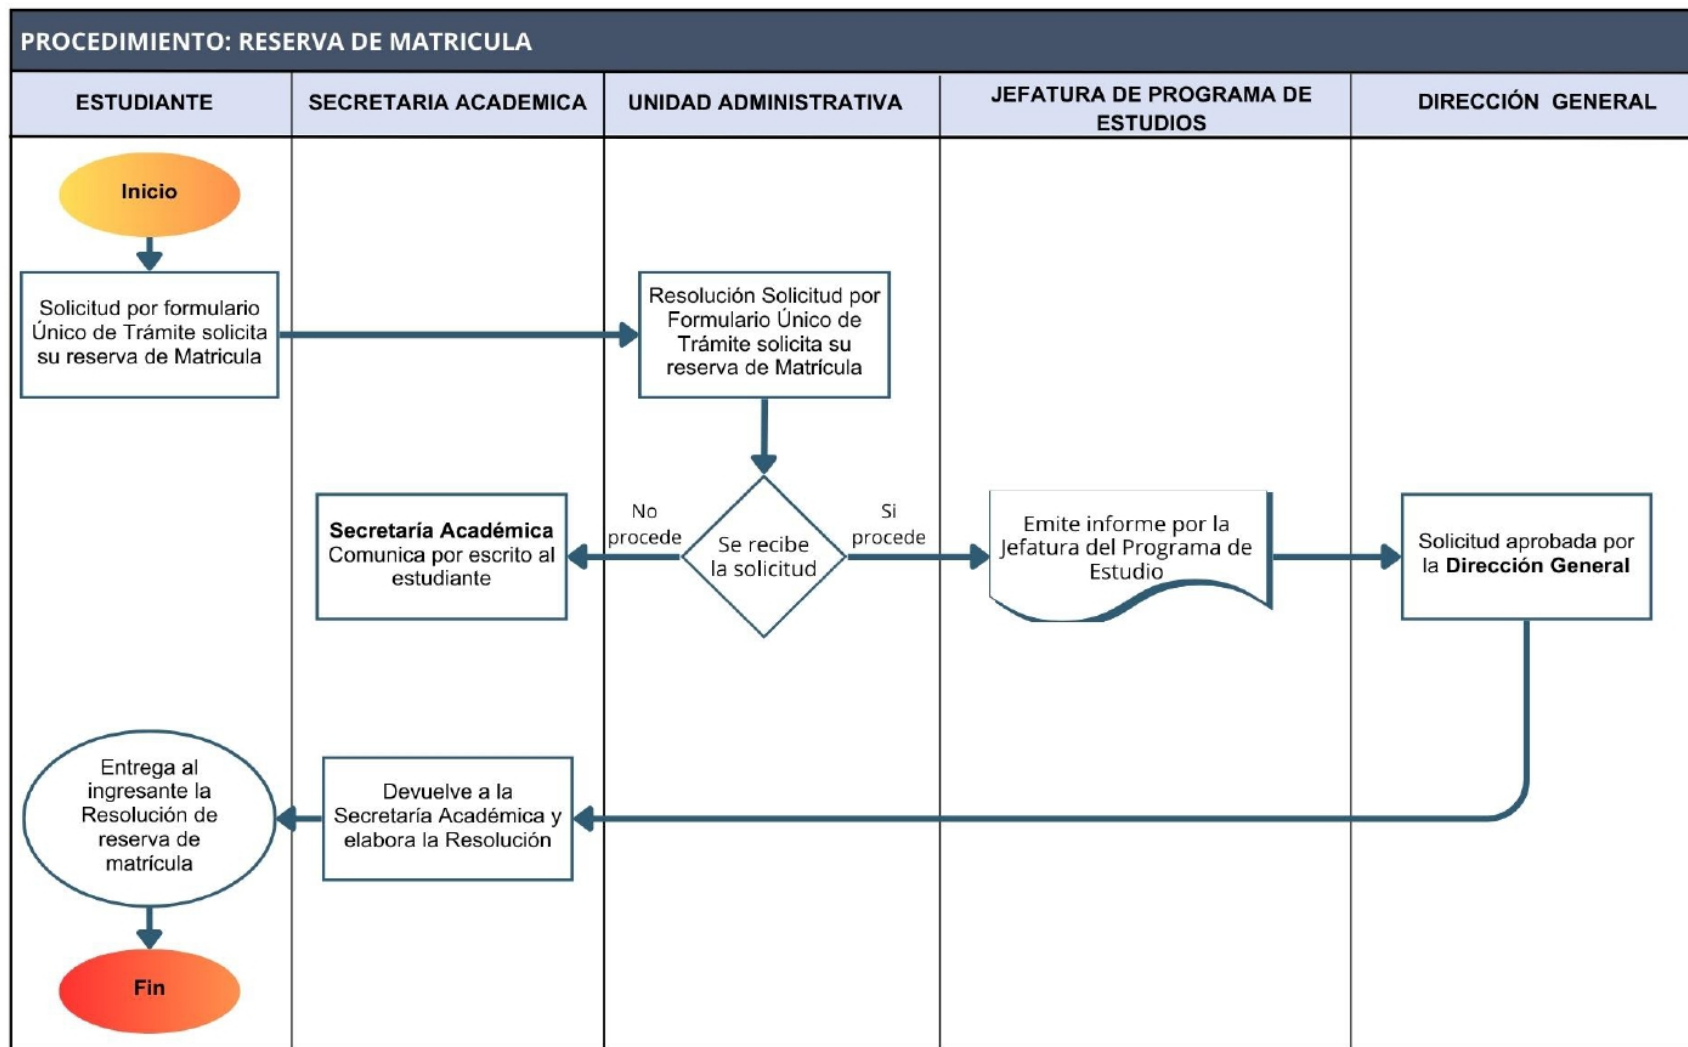 PROCEDIMIENTO: RESERVA DE MATRICULA
ESTUDIANTE
SECRETARIA ACADEMICA
UNIDAD ADMINISTRATIVA
JEFATURA DE PROGRAMA DE
ESTUDIOS
DIRECCIÓN GENERAL
Inicio
Solicitud por formulario
Único de Trámite solicita
su reserva de Matricula
Resolución Solicitud por
Formulario Único de
Trámite solicita su
reserva de Matrícula
Secretaría Académica
Comunica por escrito al
estudiante
No
procede
Se recibe
la solicitud
Si
procede
Emite informe por la
Jefatura del Programa de
Estudio
Solicitud aprobada por
la Dirección General
Entrega al
ingresante la
Resolución de
reserva de
matrícula
Devuelve a la
Secretaría Académica y
elabora la Resolución
Fin